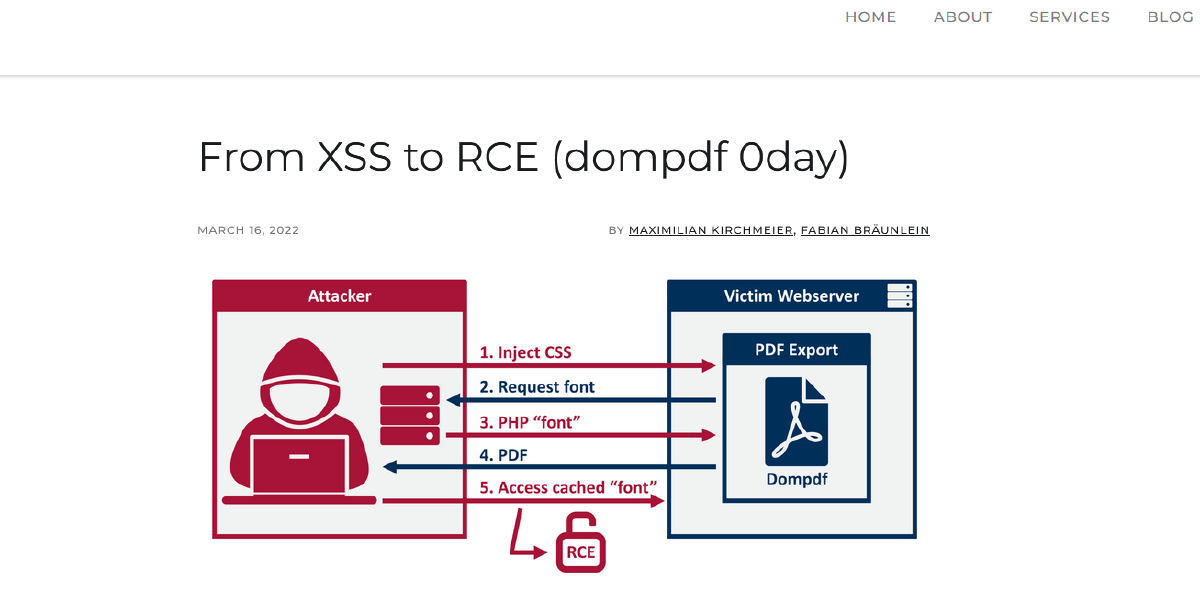 HOME ABOUT SERVICES BLOG
From XSS to RCE (dompdf 0day)
MARCH 16, 2022 BY MAXIMILIAN KIRCHMEIER, FABIAN BRÄUNLEIN
Attacker
Victim Webserver
PDF Export
1. Inject CSS
2. Request font
3. PHP “font”
4. PDF
5. Access cached “font”
Dompdf
RCE